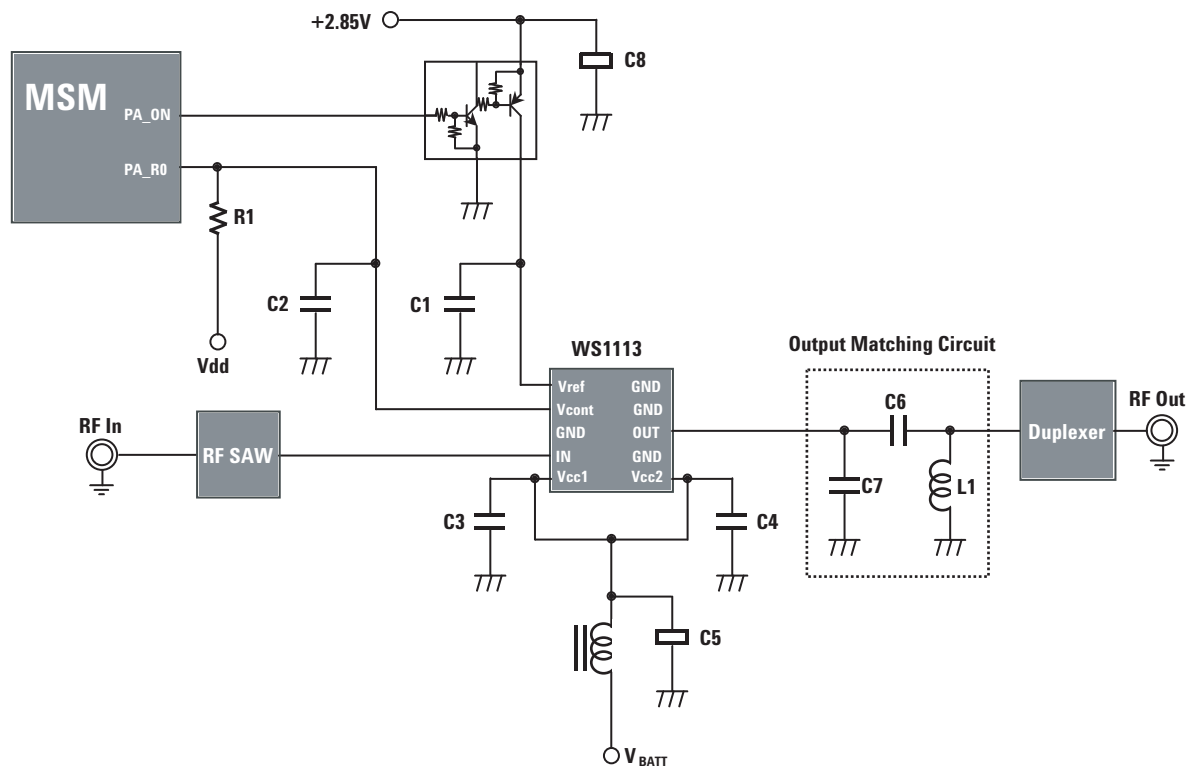 +2.85V
C8
MSM
PA_ON
PA_R0
R1
C2
C1
Vdd
WS1113
Output Matching Circuit
Vref GND
Vcont GND
GND OUT
IN GND
Vcc1 Vcc2
RF In
RF SAW
C6
C7
L1
Duplexer
RF Out
C3
C4
C5
VBATT